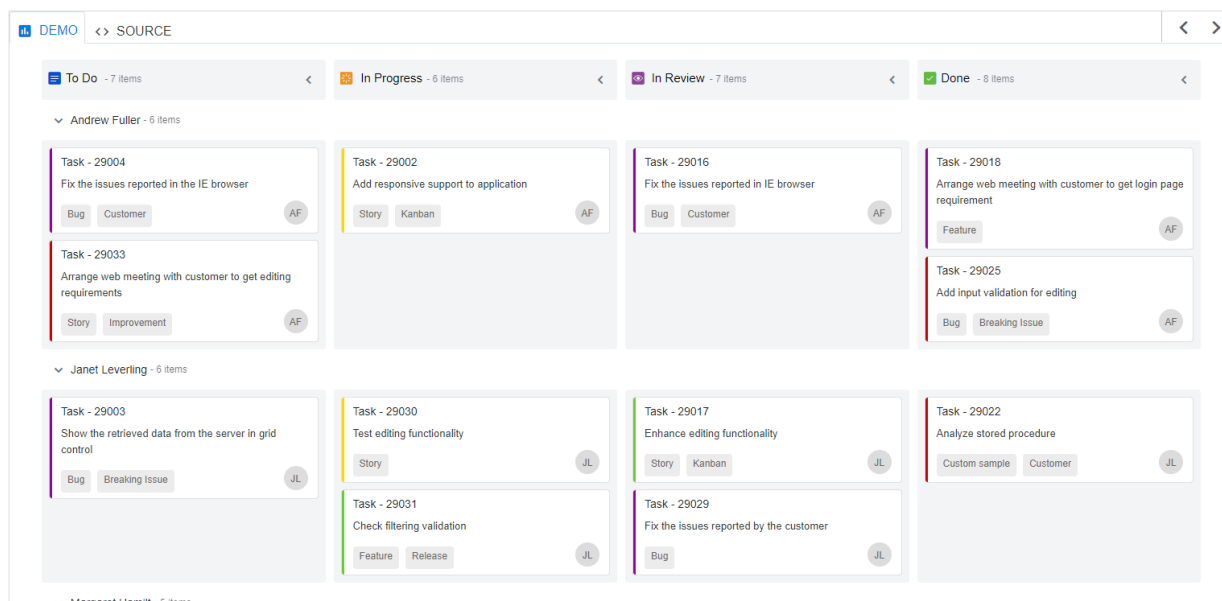 DEMO
SOURCE
To Do - 7 items
In Progress - 6 items
In Review - 7 items
Done - 8 items
Andrew Fuller - 6 items
Task - 29004
Fix the issues reported in the IE browser
Bug Customer
AF
Task - 29033
Arrange web meeting with customer to get editing
requirements
Story Improvement
AF
Task - 29002
Add responsive support to application
Story Kanban
AF
Task - 29016
Fix the issues reported in IE browser
Bug Customer
AF
Task - 29018
Arrange web meeting with customer to get login page
requirement
Feature
AF
Task - 29025
Add input validation for editing
Bug Breaking Issue
AF
Janet Leverling - 6 items
Task - 29003
Show the retrieved data from the server in grid
control
Bug Breaking Issue
JL
Task - 29030
Test editing functionality
Story
JL
Task - 29031
Check filtering validation
Feature Release
JL
Task - 29017
Enhance editing functionality
Story Kanban
JL
Task - 29029
Fix the issues reported by the customer
Bug
JL
Task - 29022
Analyze stored procedure
Custom sample Customer
JL